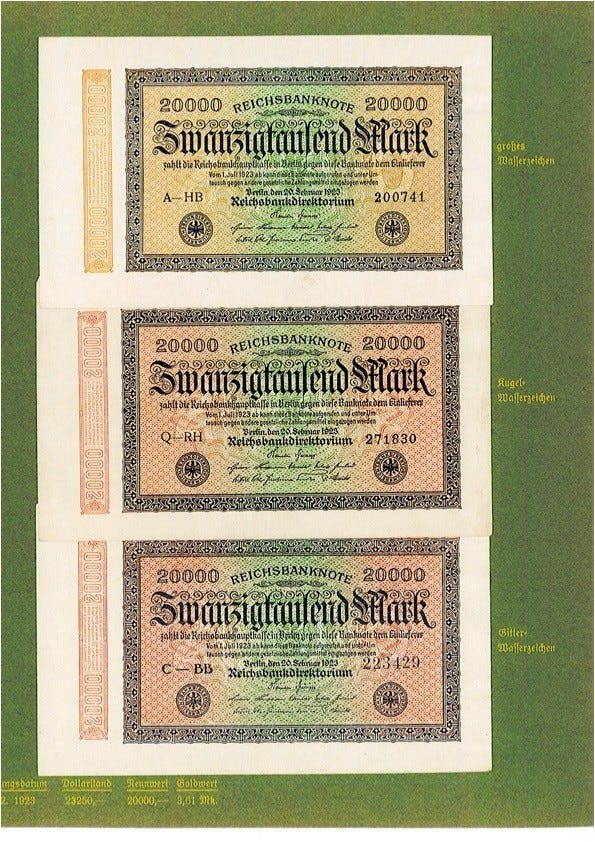 20000 REICHSBANKNOTE 20000
Zwanzigtausend Mark
zahlt die Reichsbankhauptkasse in Berlin gegen diese Banknote dem Einlieferer
Vom 1. Juli 1923 ab kann diese Banknote aufgerufen und unter Um-
tausch gegen andere gesetzliche Zahlungsmittel eingezogen werden
Berlin, den 20. Februar 1923
Reichsbankdirektorium
A–HB 200741
00002 00002
großes
Wasserzeichen
20000 REICHSBANKNOTE 20000
Zwanzigtausend Mark
zahlt die Reichsbankhauptkasse in Berlin gegen diese Banknote dem Einlieferer
Vom 1. Juli 1923 ab kann diese Banknote aufgerufen und unter Um-
tausch gegen andere gesetzliche Zahlungsmittel eingezogen werden
Berlin, den 20. Februar 1923
Reichsbankdirektorium
Q–RH 271830
00002 00002
Kugel-
Wasserzeichen
20000 REICHSBANKNOTE 20000
Zwanzigtausend Mark
zahlt die Reichsbankhauptkasse in Berlin gegen diese Banknote dem Einlieferer
Vom 1. Juli 1923 ab kann diese Banknote aufgerufen und unter Um-
tausch gegen andere gesetzliche Zahlungsmittel eingezogen werden
Berlin, den 20. Februar 1923
Reichsbankdirektorium
C – BB 223429
00002 00002
Gitter-
Wasserzeichen
ngsdatum Dollarstand Nennwert Goldwert
2. 1923 23250,— 20000,— 3,61 Mk.